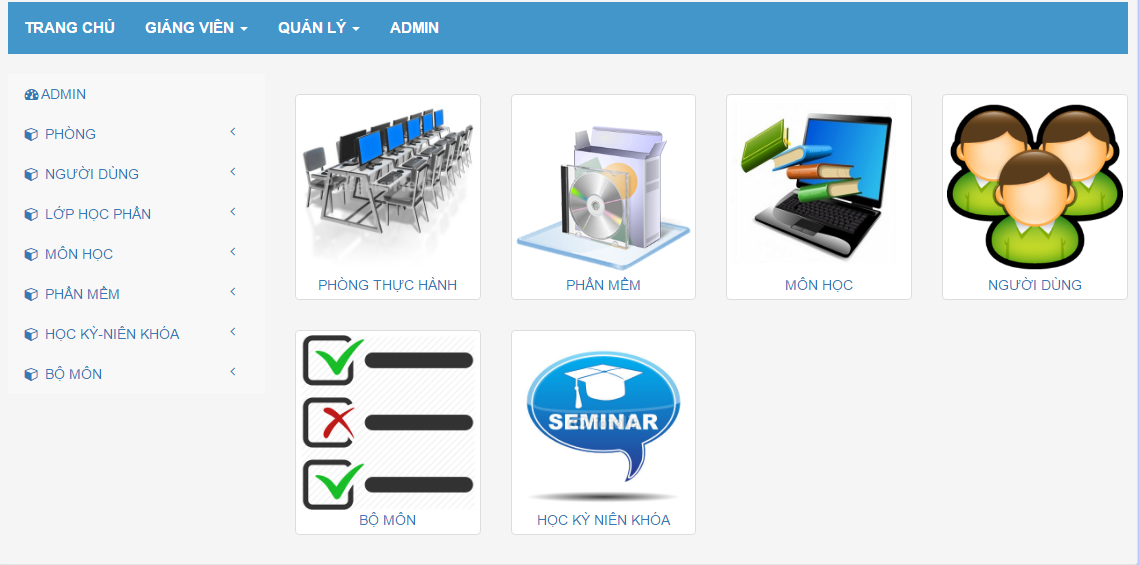 TRANG CHỦ GIẢNG VIÊN QUẢN LÝ ADMIN
ADMIN
PHÒNG
NGƯỜI DÙNG
LỚP HỌC PHẦN
MÔN HỌC
PHẦN MỀM
HỌC KỲ-NIÊN KHÓA
BỘ MÔN
PHÒNG THỰC HÀNH
PHẦN MỀM
MÔN HỌC
NGƯỜI DÙNG
BỘ MÔN
SEMINAR
HỌC KỲ NIÊN KHÓA